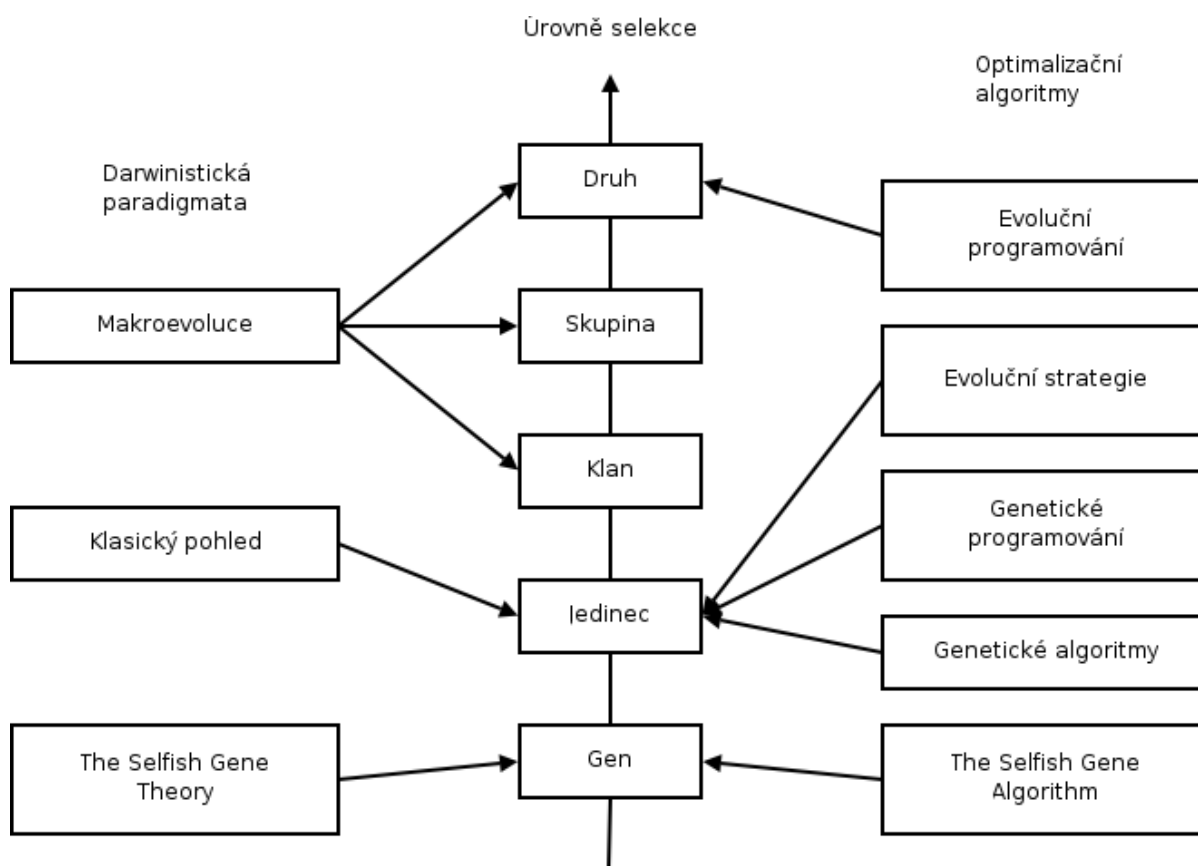 Úrovně selekce
Optimalizační
algoritmy
Darwinistická
paradigmata
Druh
Evoluční
programování
Makroevoluce
Skupina
Evoluční strategie
Klan
Genetické
programování
Klasický pohled
Jedinec
Genetické algoritmy
The Selfish Gene
Theory
Gen
The Selfish Gene
Algorithm